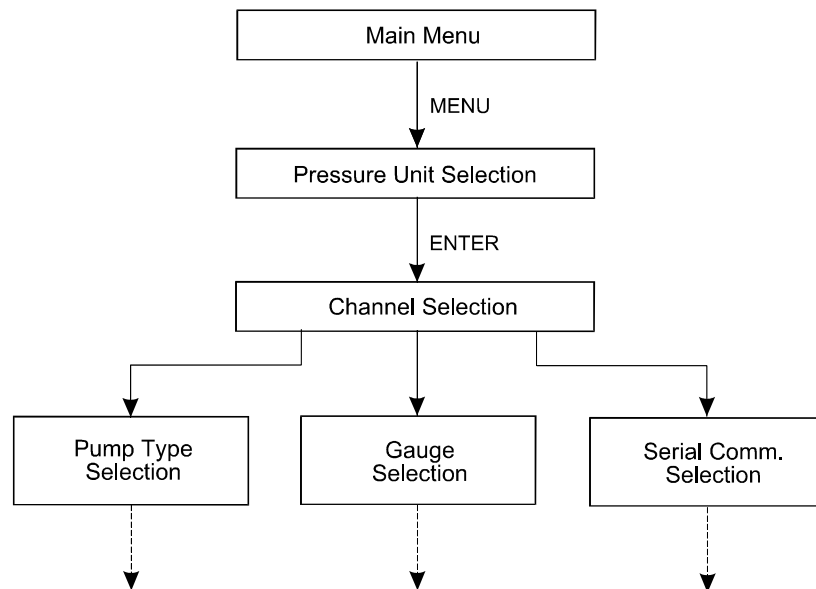 Main Menu
MENU
Pressure Unit Selection
ENTER
Channel Selection
Pump Type
Selection
Gauge
Selection
Serial Comm.
Selection